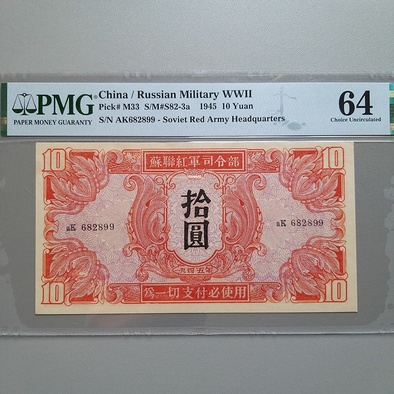 PMG
PAPER MONEY GUARANTY
China / Russian Military WWII
Pick# M33 S/M#S82-3a 1945 10 Yuan
S/N AK682899 - Soviet Red Army Headquarters
64
Choice Uncirculated
10 蘇聯紅軍司令部 10
aK 682899 拾圓 aK 682899
一九四五年
10 爲一切支付必使用 10